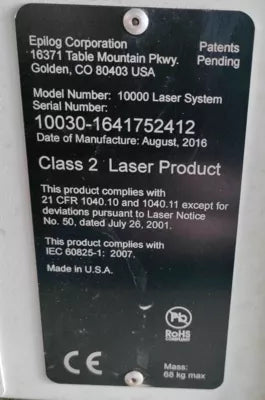 Epilog Corporation
Patents Pending
16371 Table Mountain Pkwy.
Golden, CO 80403 USA
Model Number: 10000 Laser System
Serial Number:
10030-1641752412
Date of Manufacture: August, 2016
Class 2 Laser Product
This product complies with
21 CFR 1040.10 and 1040.11 except for
deviations pursuant to Laser Notice
No. 50, dated July 26, 2001.
This product complies with
IEC 60825-1: 2007.
Made in U.S.A.
Pb
RoHS
COMPLIANT
CE
Mass:
68 kg max